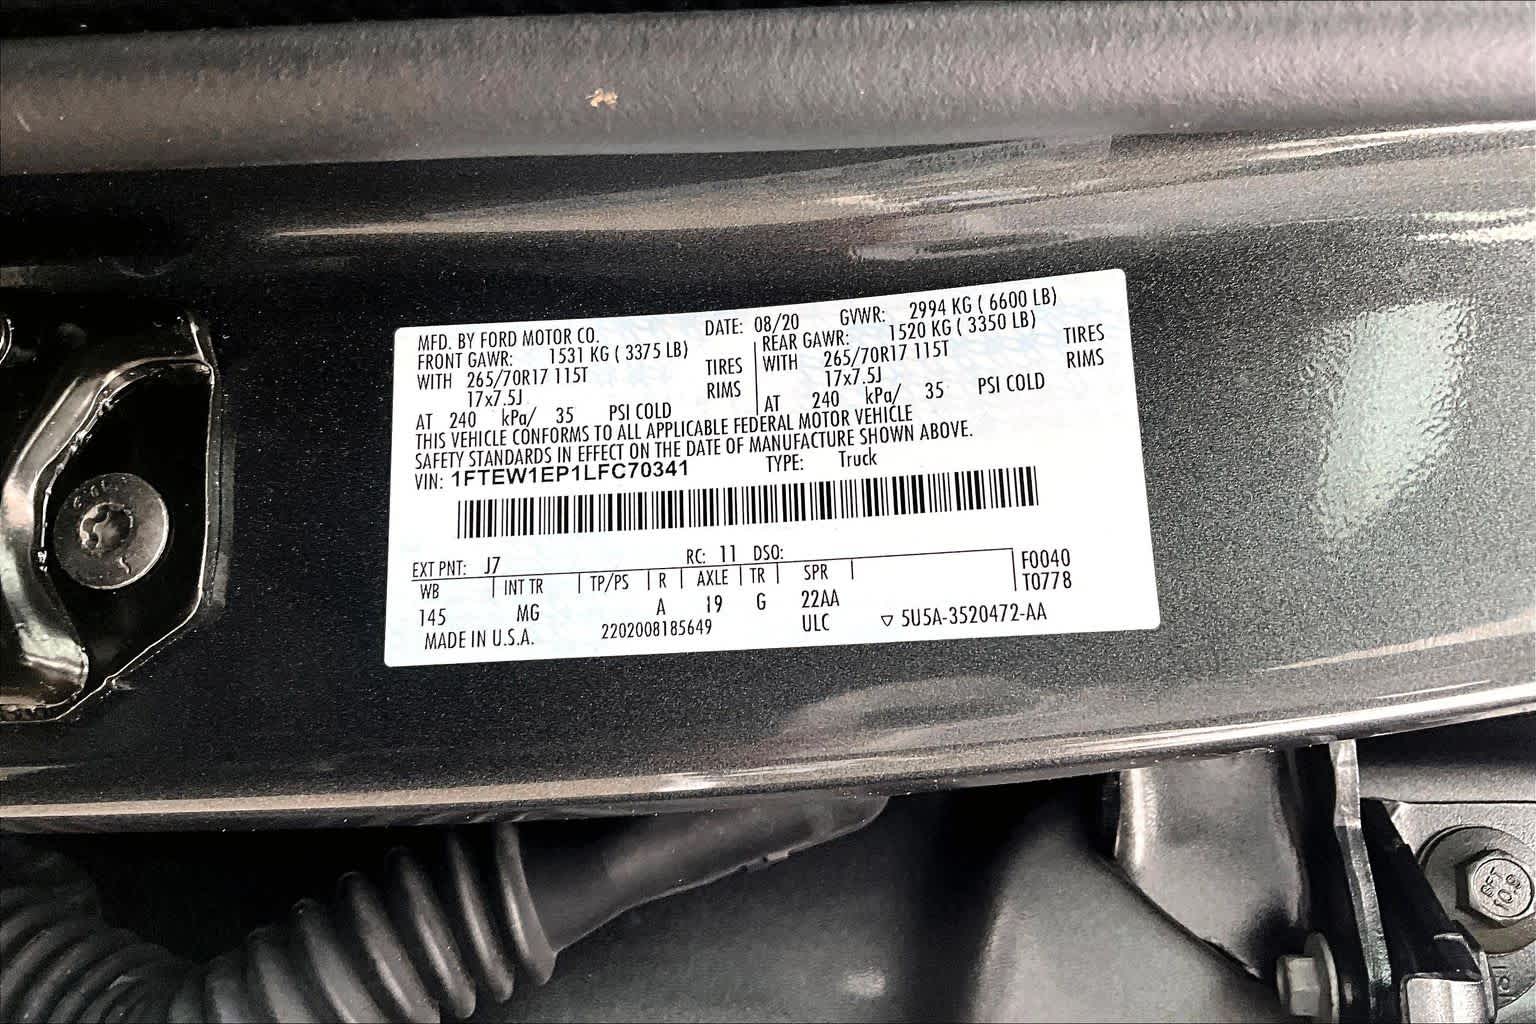 MFD. BY FORD MOTOR CO. DATE: 08/20 GVWR: 2994 KG ( 6600 LB)
FRONT GAWR: 1531 KG ( 3375 LB) REAR GAWR: 1520 KG ( 3350 LB)
WITH 265/70R17 115T TIRES WITH 265/70R17 115T TIRES
17x7.5J RIMS 17x7.5J RIMS
AT 240 kPa/ 35 PSI COLD AT 240 kPa/ 35 PSI COLD
THIS VEHICLE CONFORMS TO ALL APPLICABLE FEDERAL MOTOR VEHICLE
SAFETY STANDARDS IN EFFECT ON THE DATE OF MANUFACTURE SHOWN ABOVE.
VIN: 1FTEW1EP1LFC70341 TYPE: Truck
EXT PNT: J7 RC: 11 DSO: F0040
WB INT TR TP/PS R AXLE TR SPR T0778
145 MG A 19 G 22AA
MADE IN U.S.A. 2202008185649 ULC ▽ 5U5A-3520472-AA